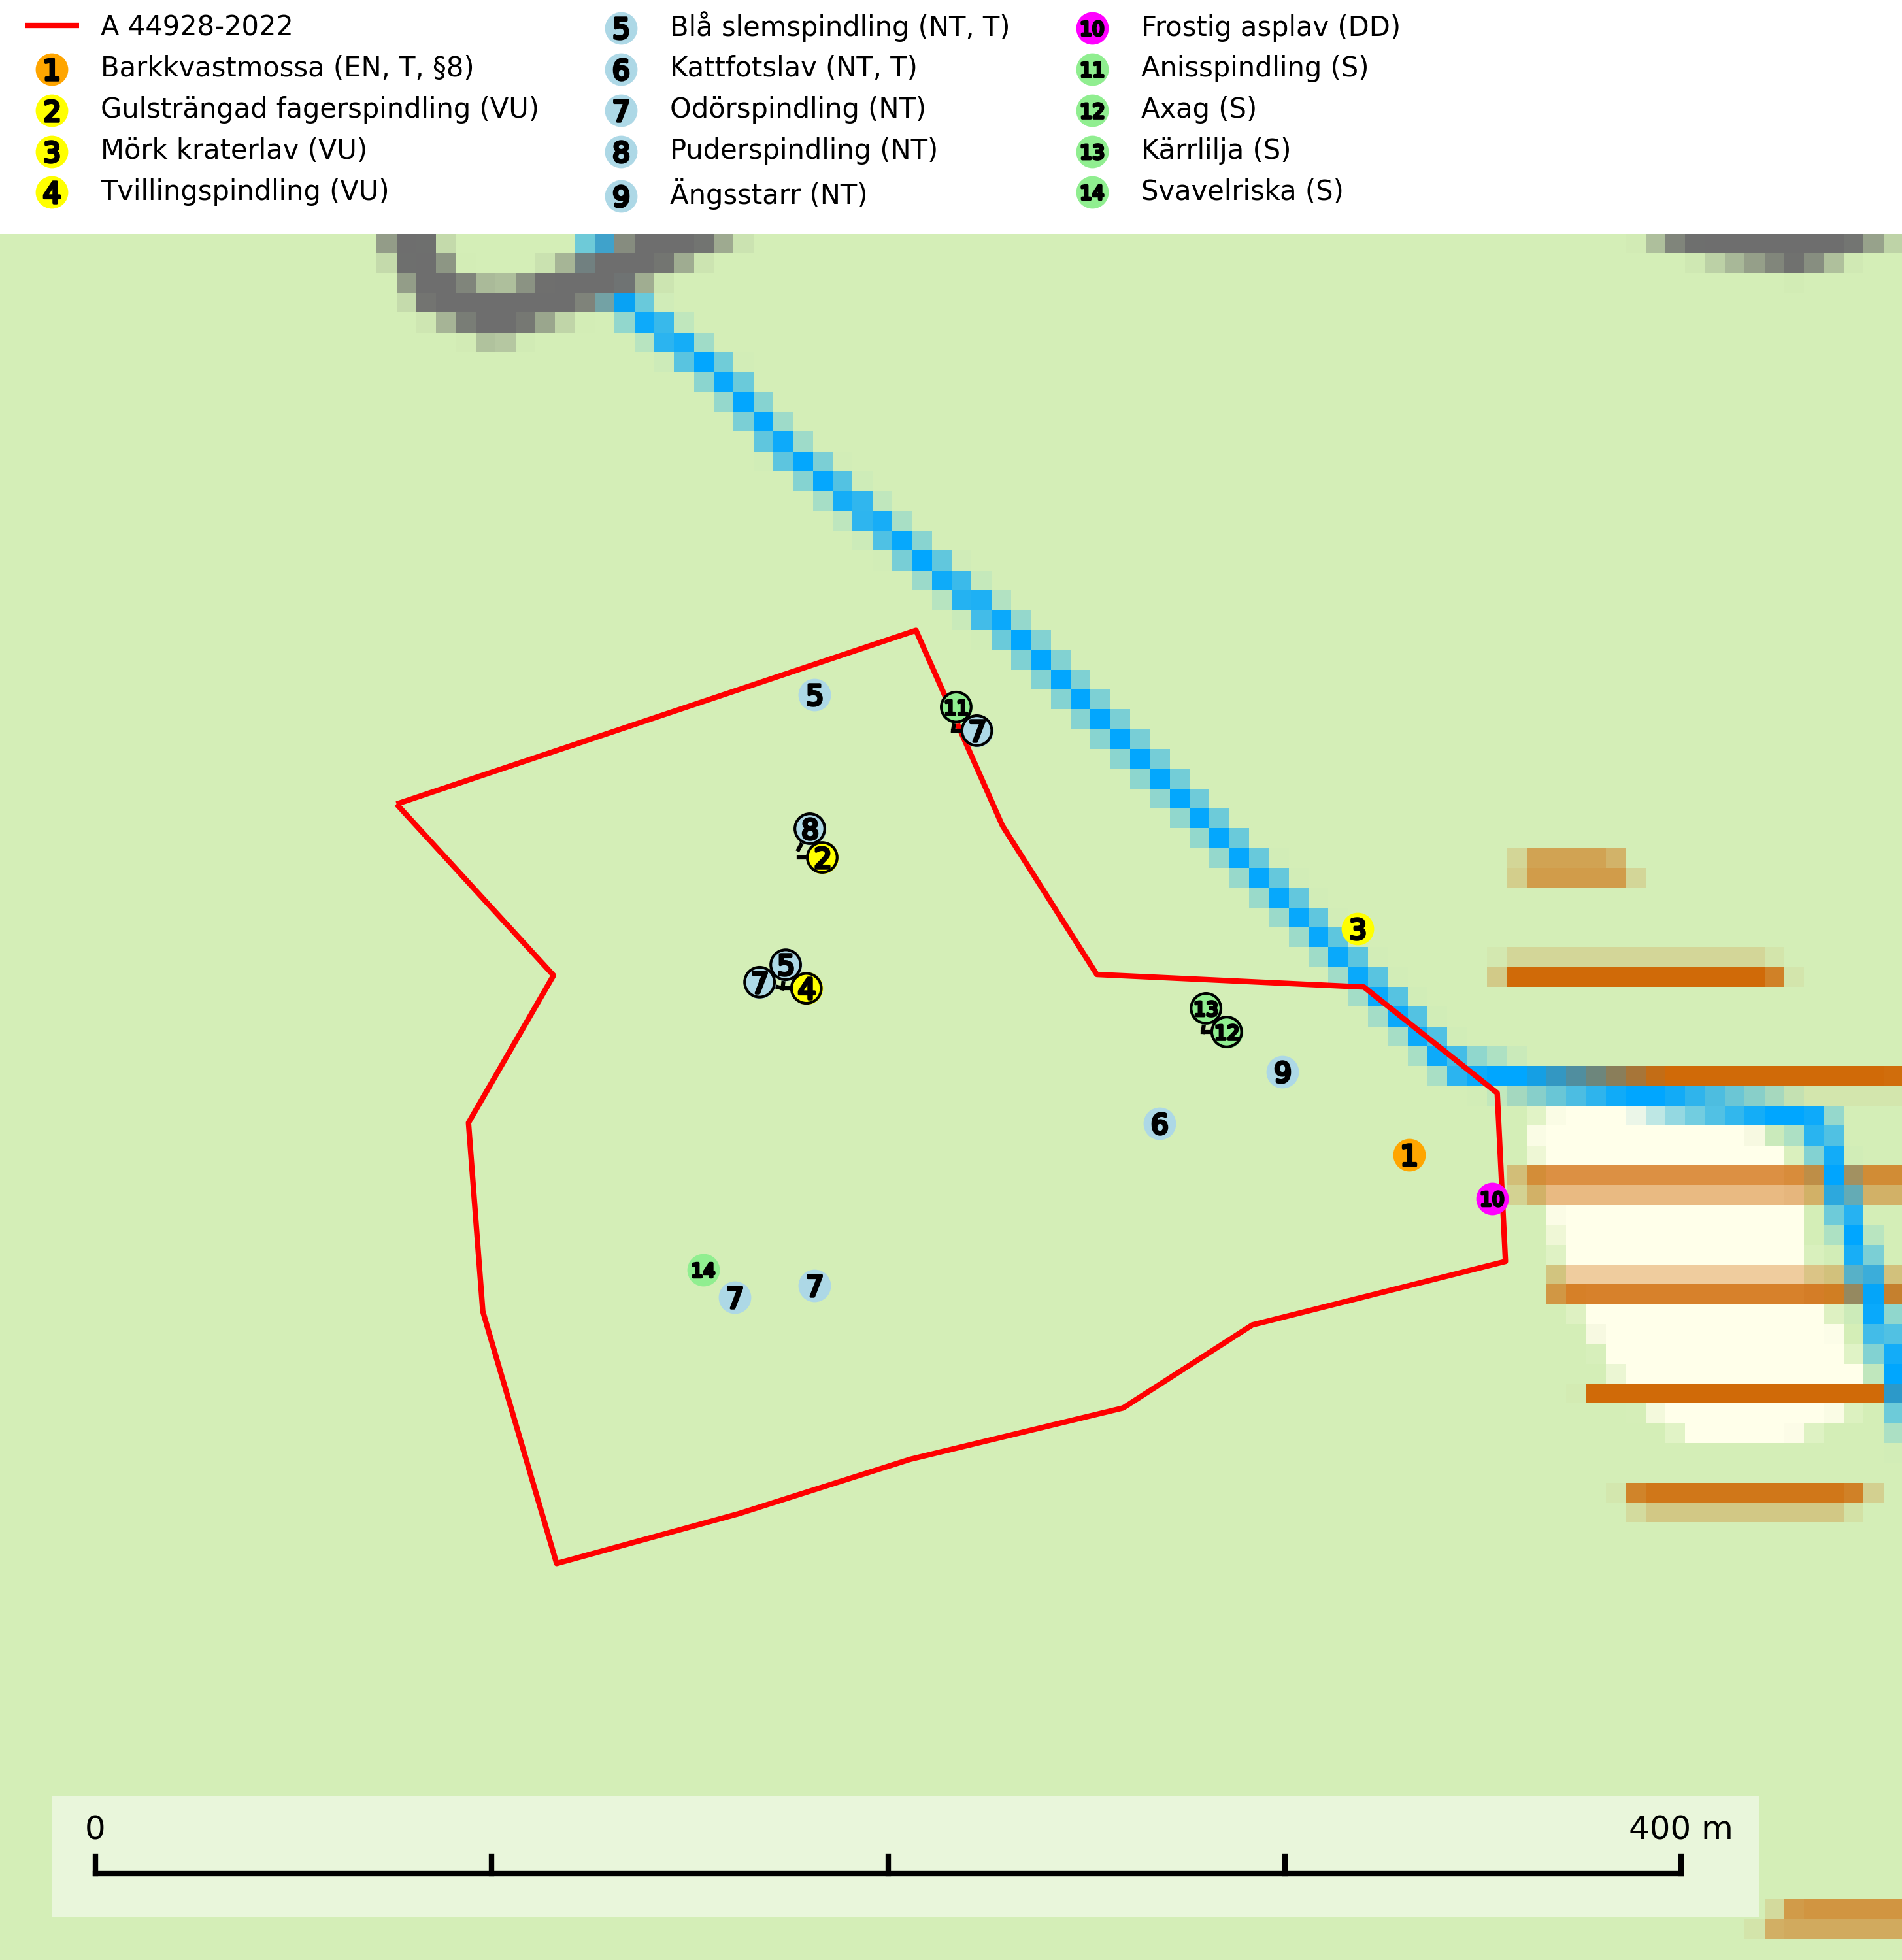 A 44928-2022
1 Barkkvastmossa (EN, T, §8)
2 Gulsträngad fagerspindling (VU)
3 Mörk kraterlav (VU)
4 Tvillingspindling (VU)
5 Blå slemspindling (NT, T)
6 Kattfotslav (NT, T)
7 Odörspindling (NT)
8 Puderspindling (NT)
9 Ängsstarr (NT)
10 Frostig asplav (DD)
11 Anisspindling (S)
12 Axag (S)
13 Kärrlilja (S)
14 Svavelriska (S)
5
11
7
8
2
3
5
7
4
13
12
9
6
1
10
14
7
7
0
400 m